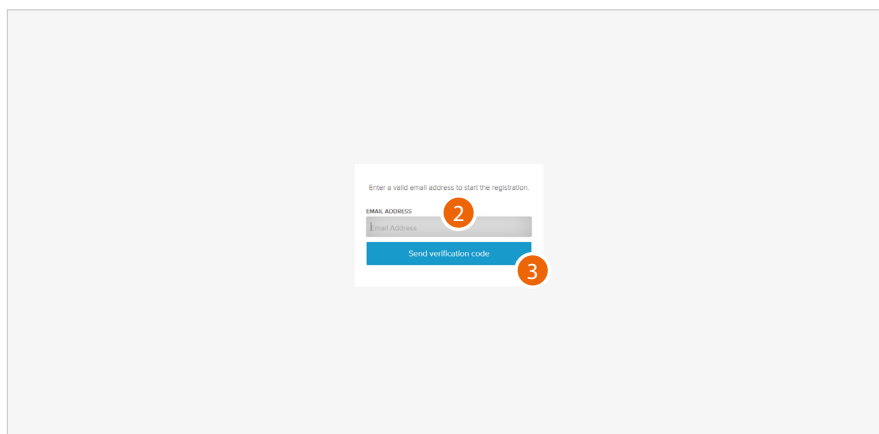 Enter a valid email address to start the registration.
EMAIL ADDRESS
2
Email Address
Send verification code
3